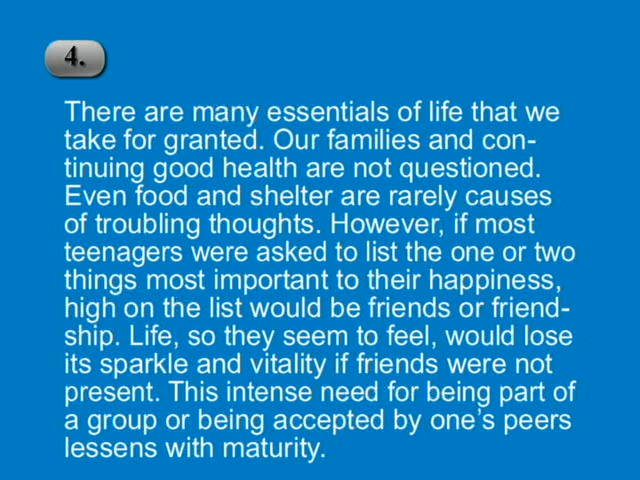 4.
There are many essentials of life that we
take for granted. Our families and con-
tinuing good health are not questioned.
Even food and shelter are rarely causes
of troubling thoughts. However, if most
teenagers were asked to list the one or two
things most important to their happiness,
high on the list would be friends or friend-
ship. Life, so they seem to feel, would lose
its sparkle and vitality if friends were not
present. This intense need for being part of
a group or being accepted by one’s peers
lessens with maturity.